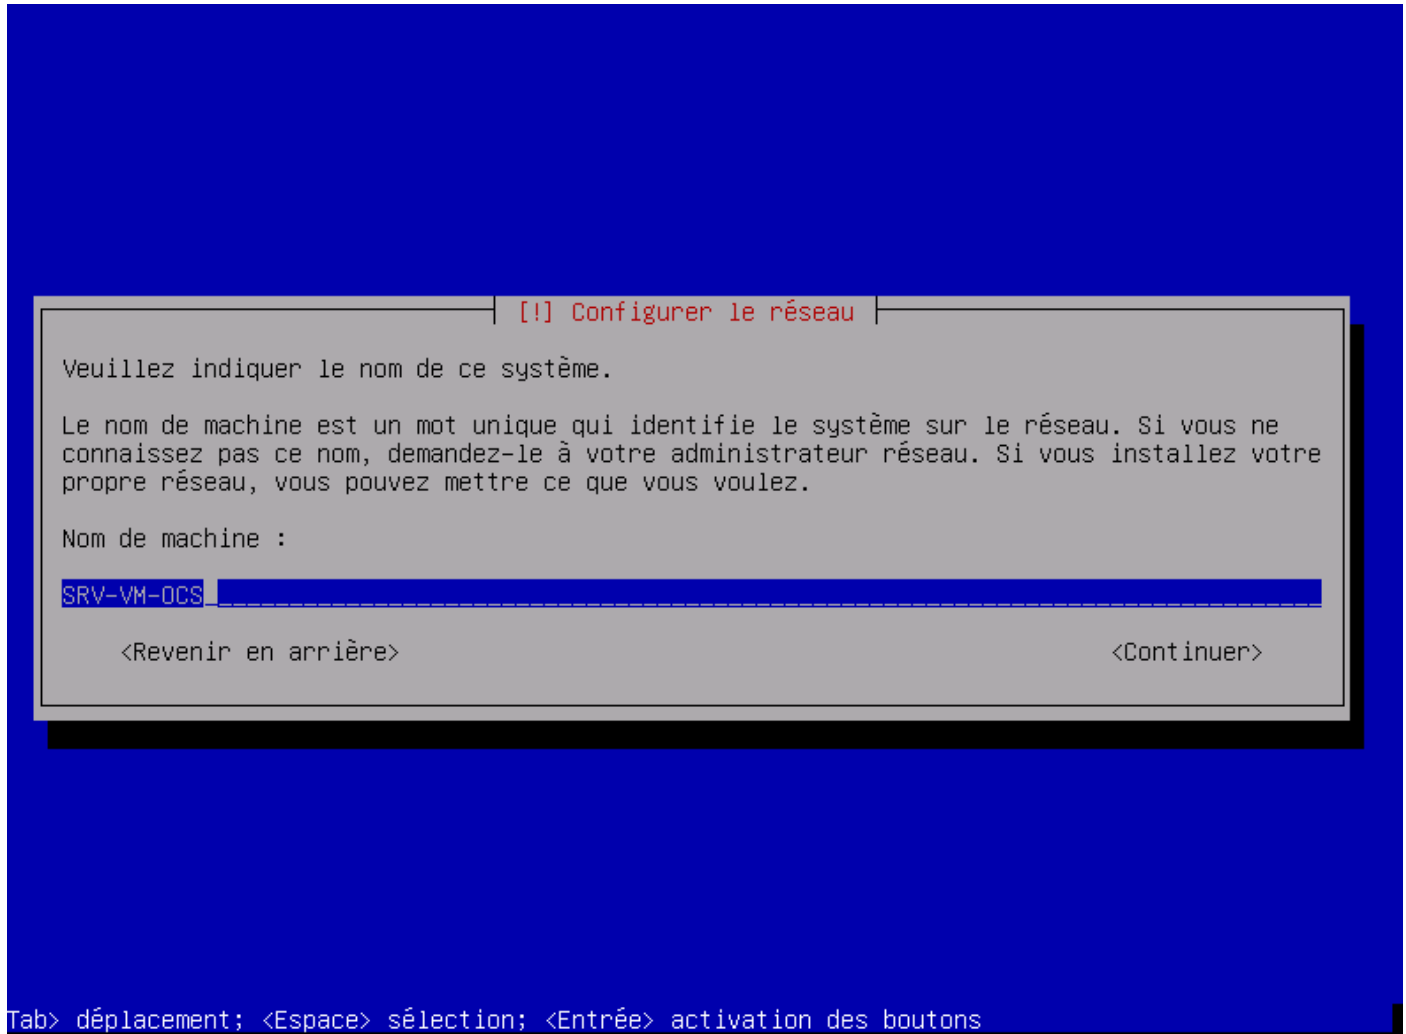 [!] Configurer le réseau
Veuillez indiquer le nom de ce système.
Le nom de machine est un mot unique qui identifie le système sur le réseau. Si vous ne
connaissez pas ce nom, demandez-le à votre administrateur réseau. Si vous installez votre
propre réseau, vous pouvez mettre ce que vous voulez.
Nom de machine :
SRV-VM-OCS
<Revenir en arrière> <Continuer>
Tab> déplacement; <Espace> sélection; <Entrée> activation des boutons